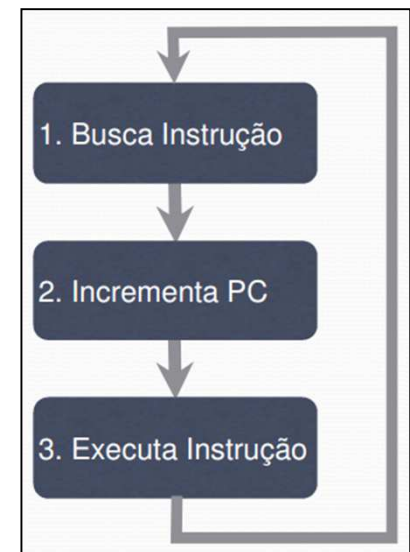 1. Busca Instrução
2. Incrementa PC
3. Executa Instrução